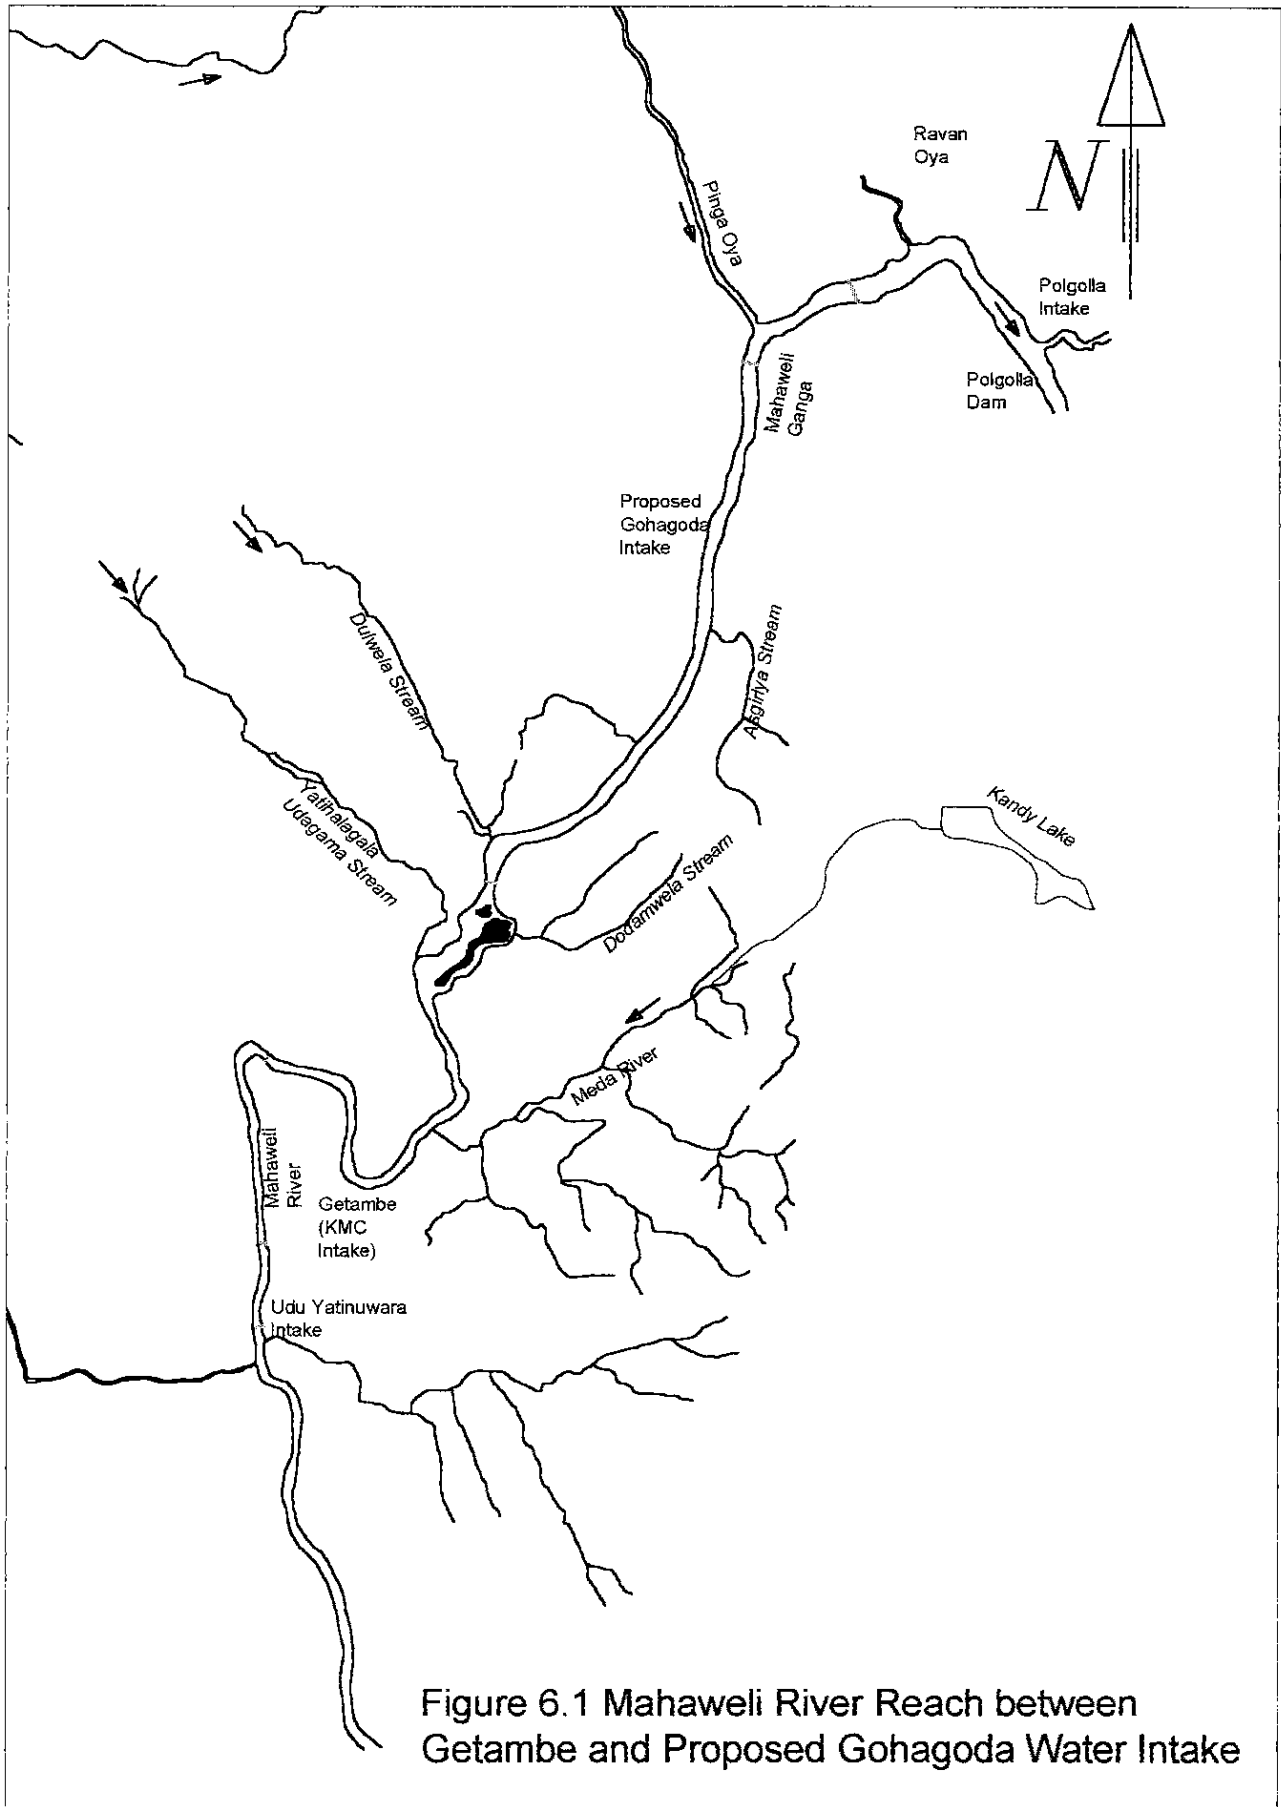 Ravan
Oya
N
Pinga Oya
Polgolla
Intake
Mahaweli
Ganga
Polgolla
Dam
Proposed
Gohagoda
Intake
Dulwela Stream
Asgiriya Stream
Yatihalagala
Udagama Stream
Kandy Lake
Dodamwela Stream
Meda River
Mahaweli
River
Getambe
(KMC
Intake)
Udu Yatinuwara
Intake
Figure 6.1 Mahaweli River Reach between
Getambe and Proposed Gohagoda Water Intake